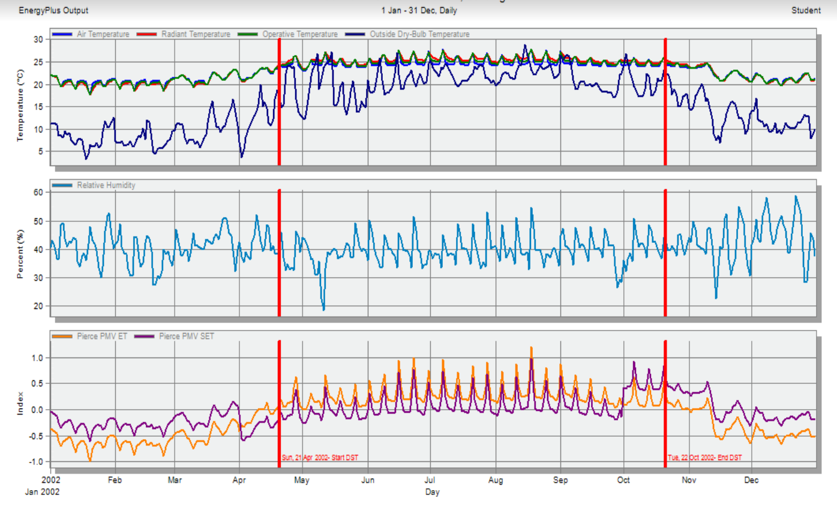 EnergyPlus Output 1 Jan - 31 Dec, Daily Student
Air Temperature Radiant Temperature Operative Temperature Outside Dry-Bulb Temperature
Temperature (°C)
30
25
20
15
10
5
Relative Humidity
Percent (%)
60
50
40
30
20
Pierce PMV ET Pierce PMV SET
Index
1.0
0.5
0.0
-0.5
-1.0
Sun, 21 Apr 2002- Start DST Tue, 22 Oct 2002- End DST
2002 Feb Mar Apr May Jun Jul Aug Sep Oct Nov Dec
Jan 2002 Day